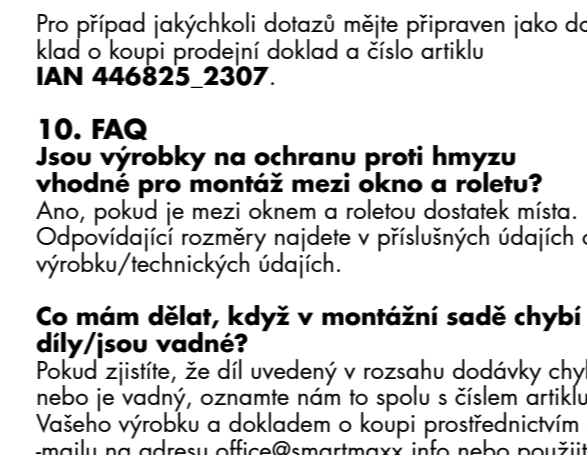 Pro případ jakýchkoli dotazů mějte připraven jako do
klad o koupi prodejní doklad a číslo artiklu
IAN 446825_2307.
10. FAQ
Jsou výrobky na ochranu proti hmyzu
vhodné pro montáž mezi okno a roletu?
Ano, pokud je mezi oknem a roletou dostatek místa.
Odpovídající rozměry najdete v příslušných údajích
výrobku/technických údajích.
Co mám dělat, když v montážní sadě chybí
díly/jsou vadné?
Pokud zjistíte, že díl uvedený v rozsahu dodávky chy
nebo je vadný, oznamte nám to spolu s číslem artiklu
Vašeho výrobku a dokladem o koupi prostřednictvím
-mailu na adresu office@smartmaxx.info nebo použijt